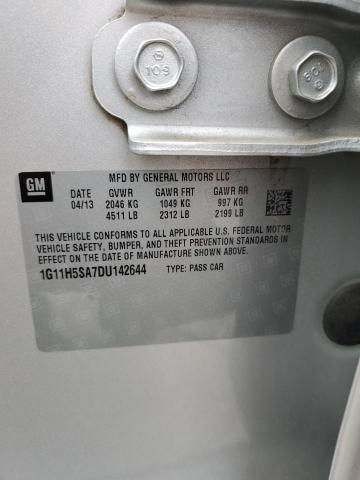 10.9
GM
MFD BY GENERAL MOTORS LLC
DATE GVWR GAWR FRT GAWR RR
04/13 2046 KG 1049 KG 997 KG
4511 LB 2312 LB 2199 LB
THIS VEHICLE CONFORMS TO ALL APPLICABLE U.S. FEDERAL MOTOR
VEHICLE SAFETY, BUMPER, AND THEFT PREVENTION STANDARDS IN
EFFECT ON THE DATE OF MANUFACTURE SHOWN ABOVE.
1G11H5SA7DU142644 TYPE: PASS CAR